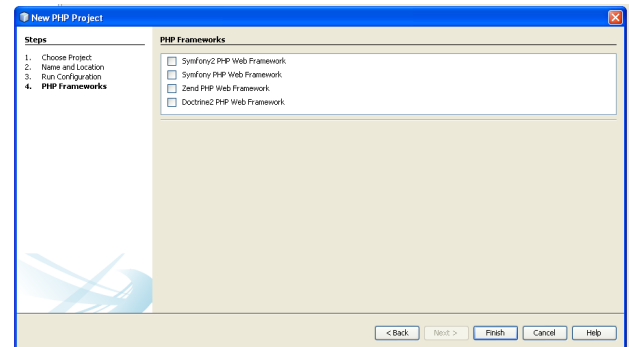 New PHP Project
Steps
1. Choose Project
2. Name and Location
3. Run Configuration
4. PHP Frameworks
PHP Frameworks
Symfony2 PHP Web Framework
Symfony PHP Web Framework
Zend PHP Web Framework
Doctrine2 PHP Web Framework
< Back Next > Finish Cancel Help